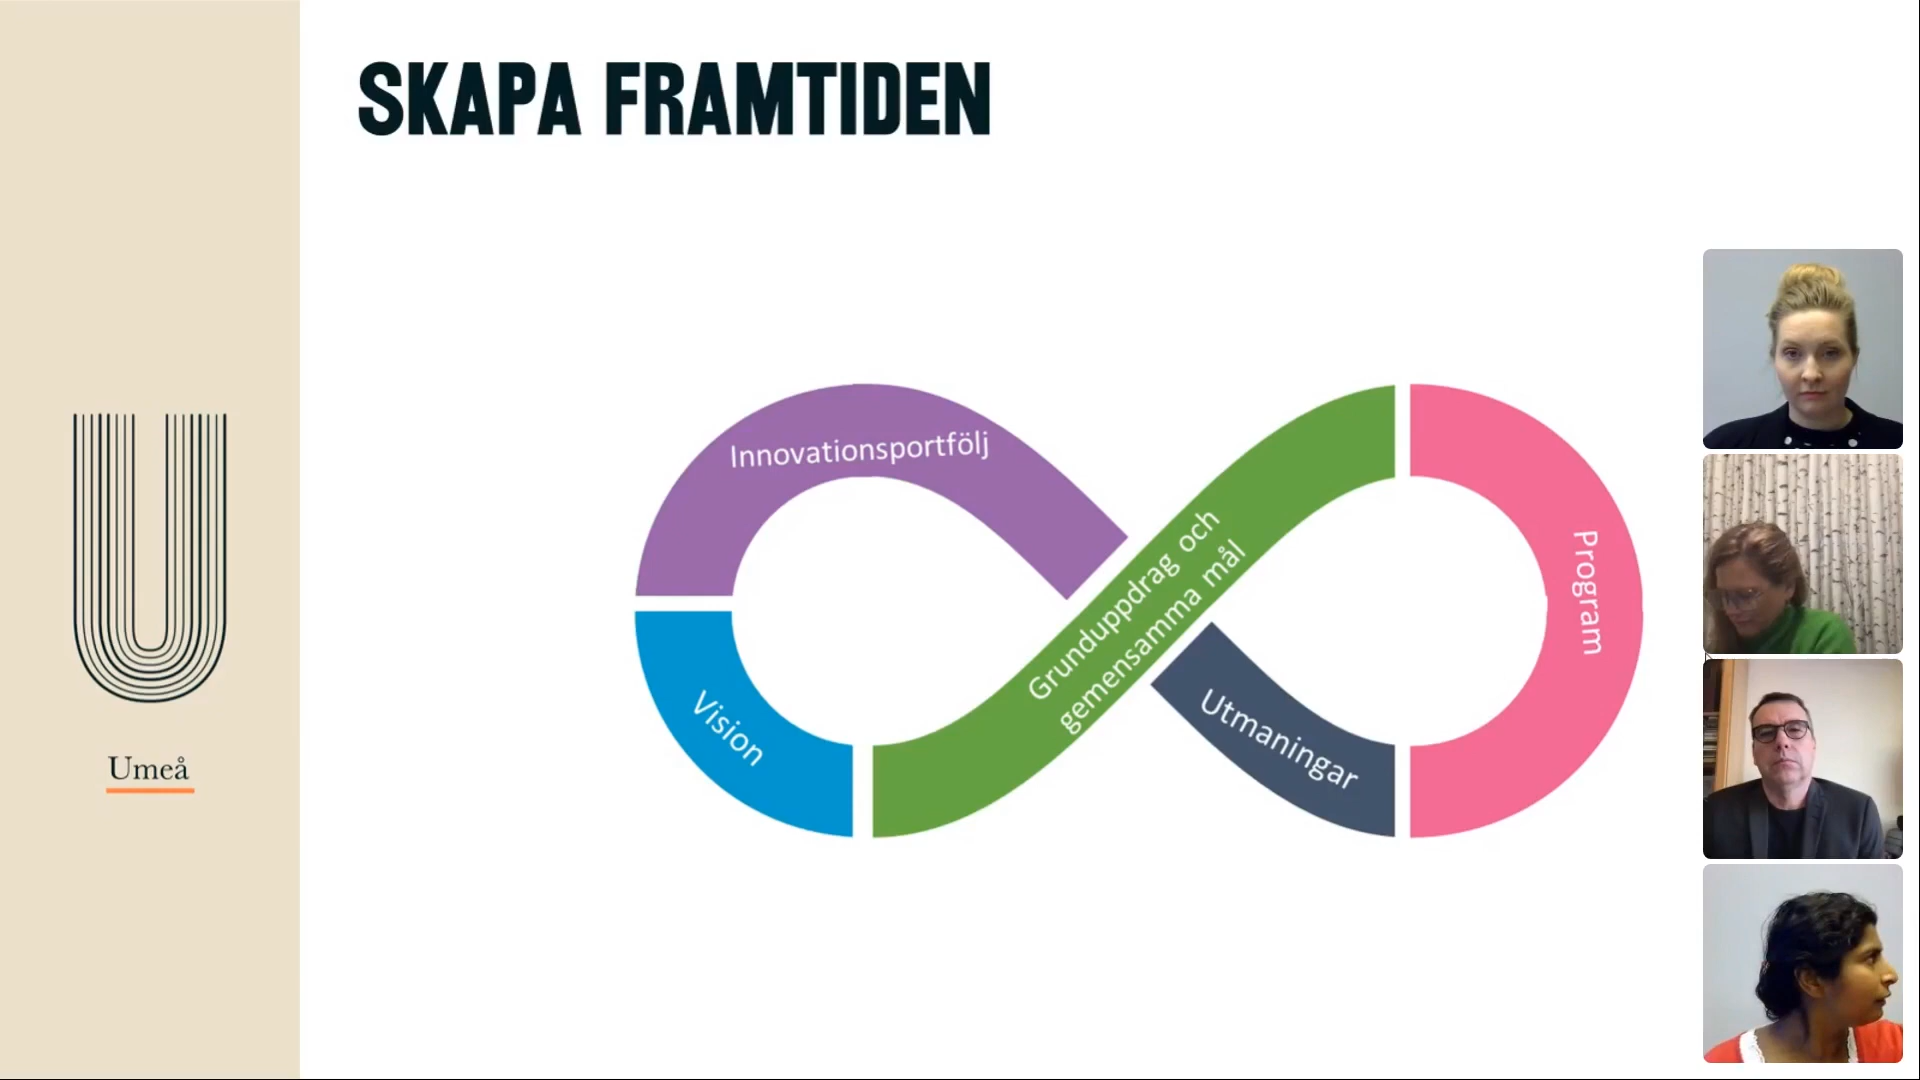 SKAPA FRAMTIDEN
Innovationsportfölj
Grunduppdrag och
gemensamma mål
Program
Vision
Utmaningar
Umeå